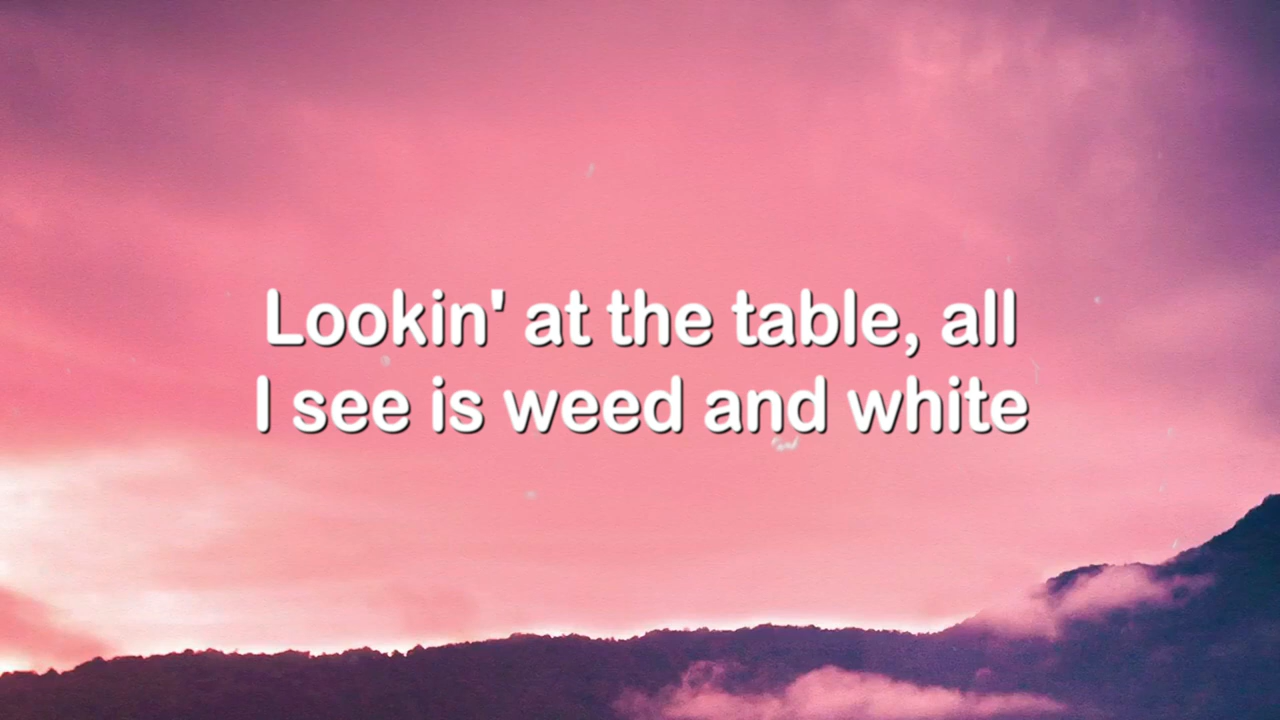 Lookin' at the table, all
I see is weed and white